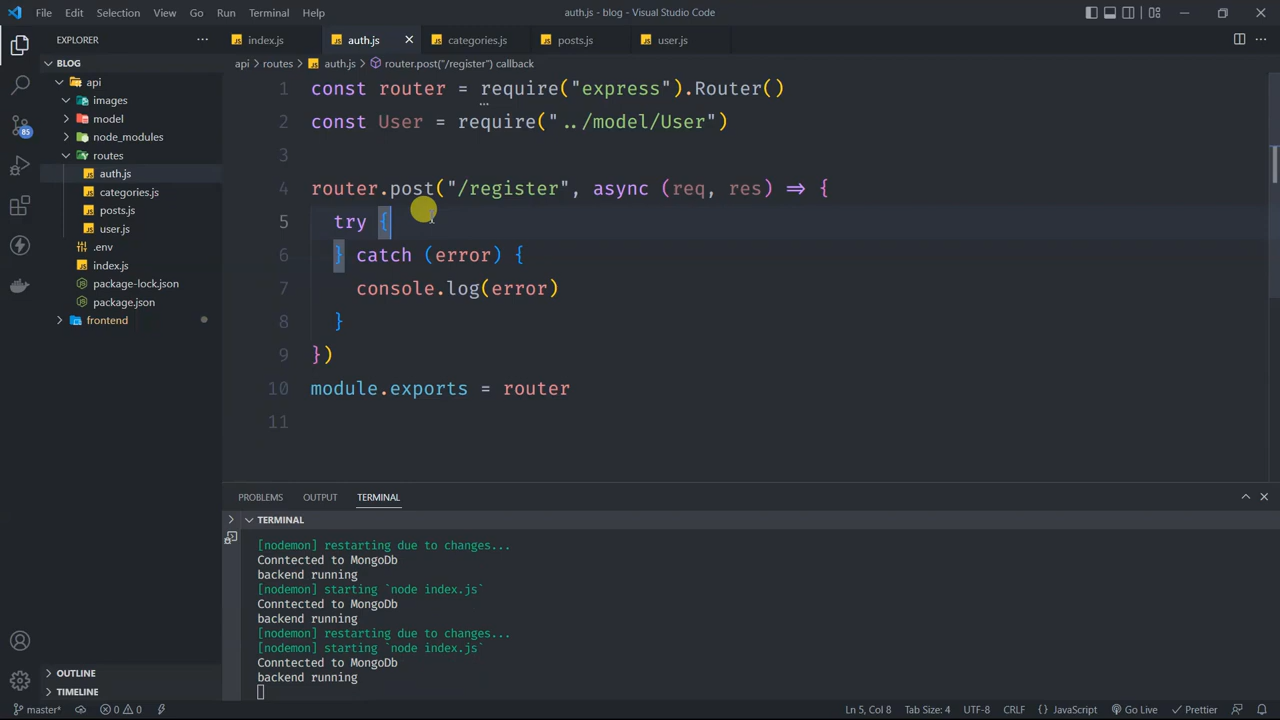 File Edit Selection View Go Run Terminal Help
auth.js - blog - Visual Studio Code
EXPLORER
BLOG
api
images
model
node_modules
routes
auth.js
categories.js
posts.js
user.js
.env
index.js
package-lock.json
package.json
frontend
OUTLINE
TIMELINE
85
index.js auth.js categories.js posts.js user.js
api routes auth.js router.post("/register") callback
1 const router = require("express").Router()
2 const User = require("../model/User")
3
4 router.post("/register", async (req, res) => {
5 try {
6 } catch (error) {
7 console.log(error)
8 }
9 })
10 module.exports = router
11
PROBLEMS OUTPUT TERMINAL
TERMINAL
[nodemon] restarting due to changes...
Conntected to MongoDb
backend running
[nodemon] starting `node index.js`
Conntected to MongoDb
backend running
[nodemon] restarting due to changes...
[nodemon] starting `node index.js`
Conntected to MongoDb
backend running
master* 0 0 Ln 5, Col 8 Tab Size: 4 UTF-8 CRLF {} JavaScript Go Live Prettier